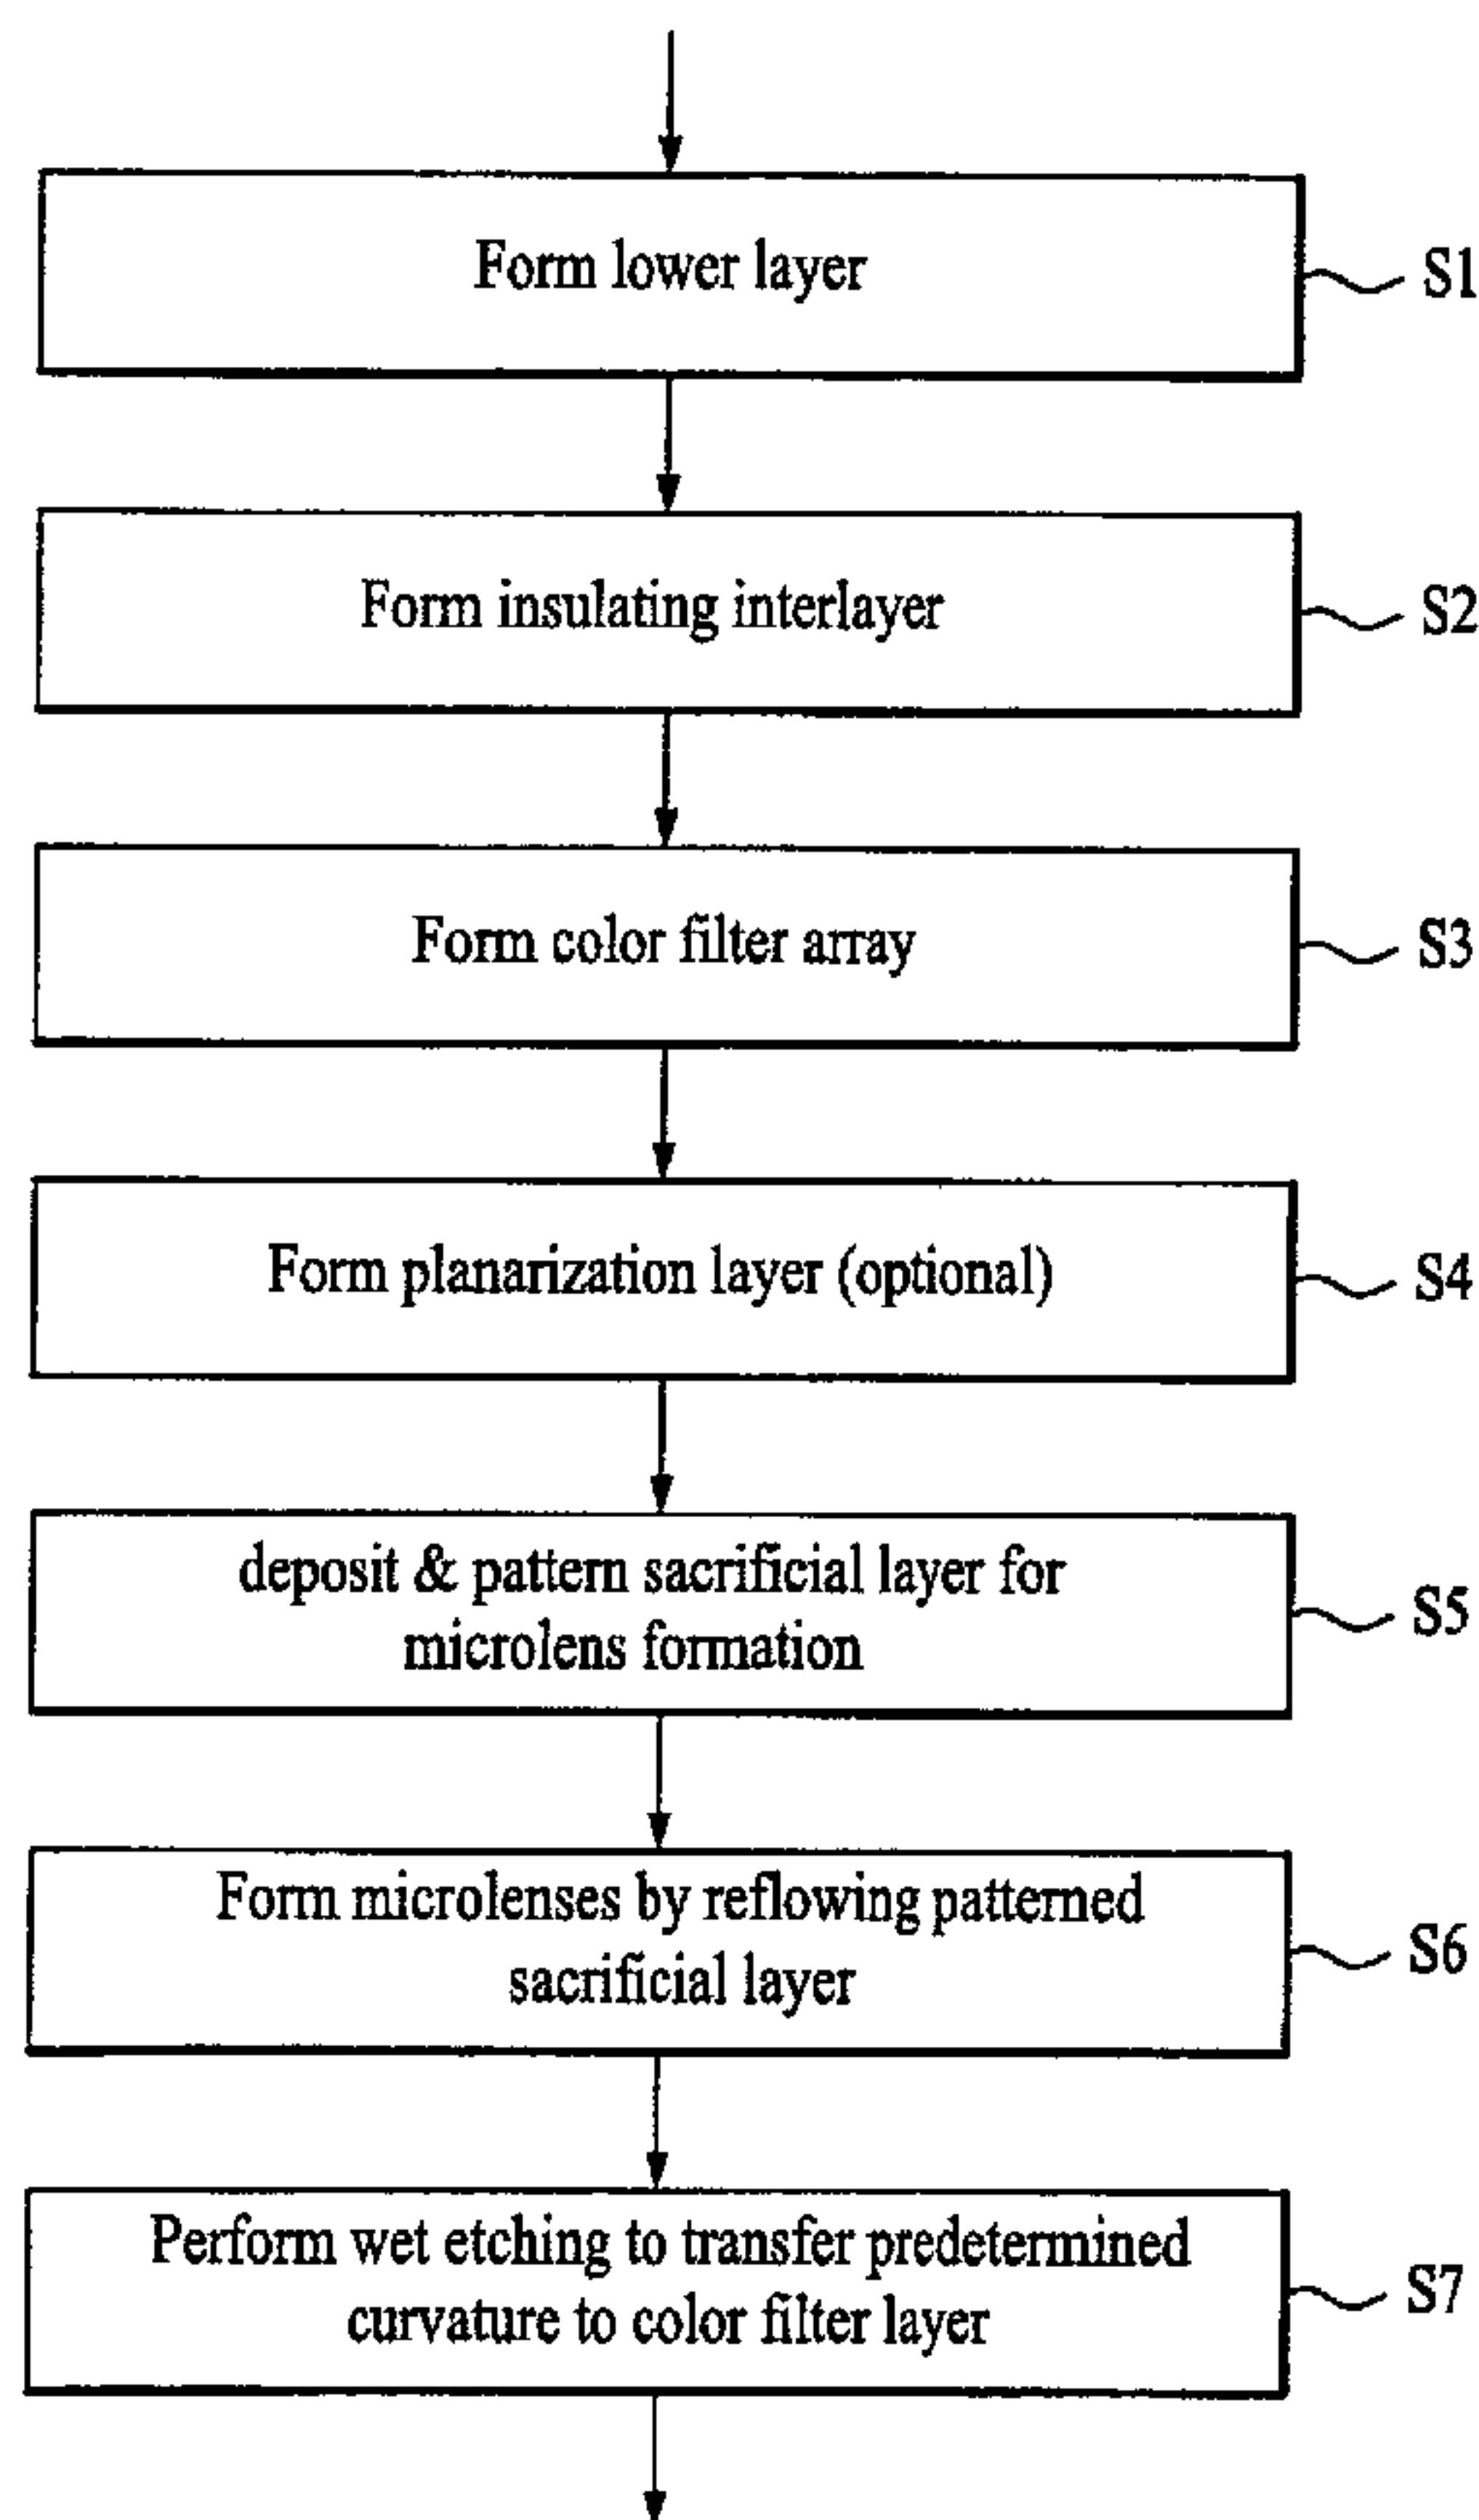 Form lower layer
S1
Form insulating interlayer
S2
Form color filter array
S3
Form planarization layer (optional)
S4
deposit & pattern sacrificial layer for
microlens formation
S5
Form microlenses by reflowing patterned
sacrificial layer
S6
Perform wet etching to transfer predetermined
curvature to color filter layer
S7